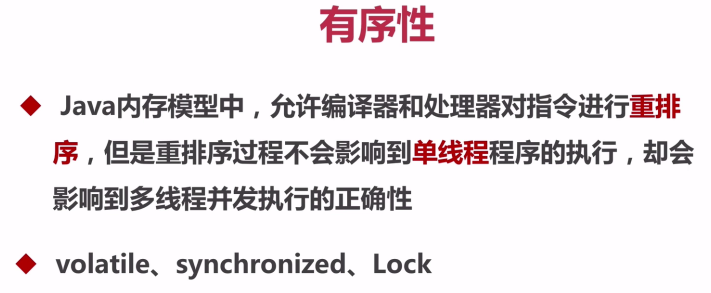 有序性
Java内存模型中，允许编译器和处理器对指令进行重排
序，但是重排序过程不会影响到单线程程序的执行，却会
影响到多线程并发执行的正确性
volatile、synchronized、Lock